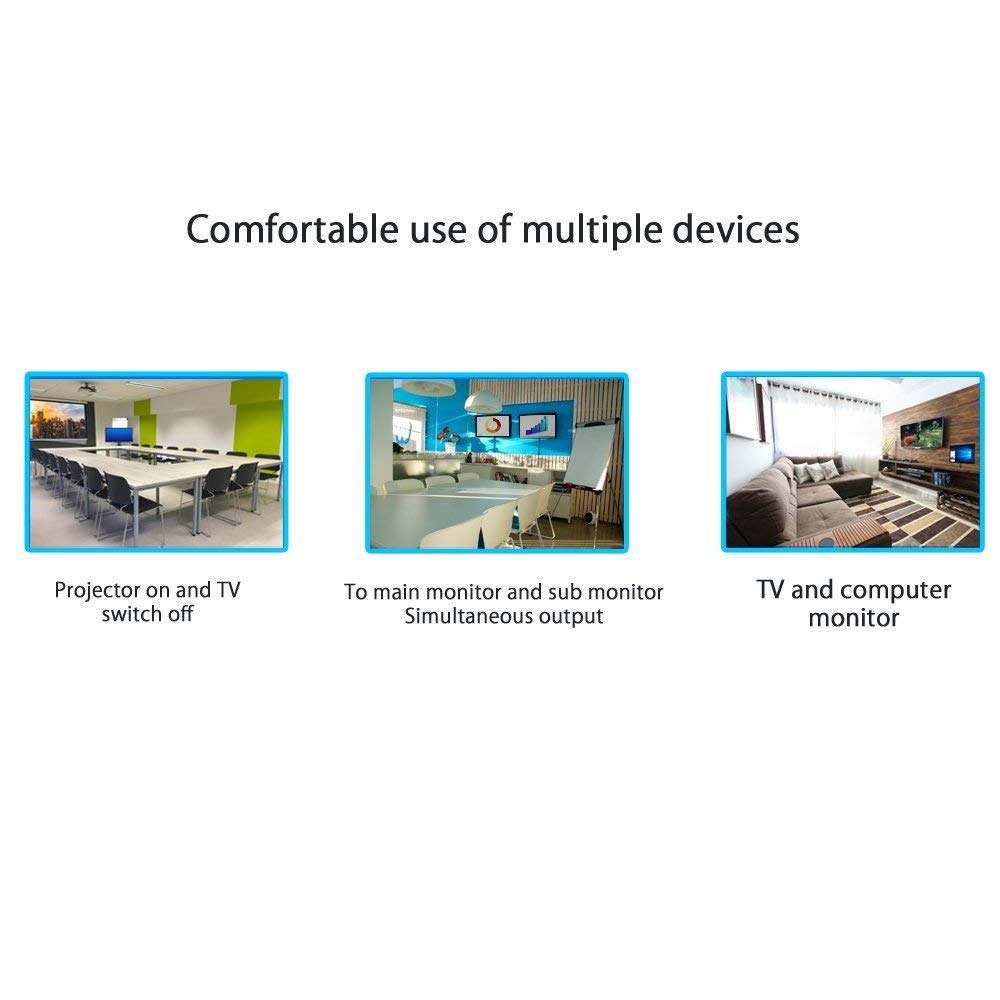 Comfortable use of multiple devices
Projector on and TV
switch off
To main monitor and sub monitor
Simultaneous output
TV and computer
monitor